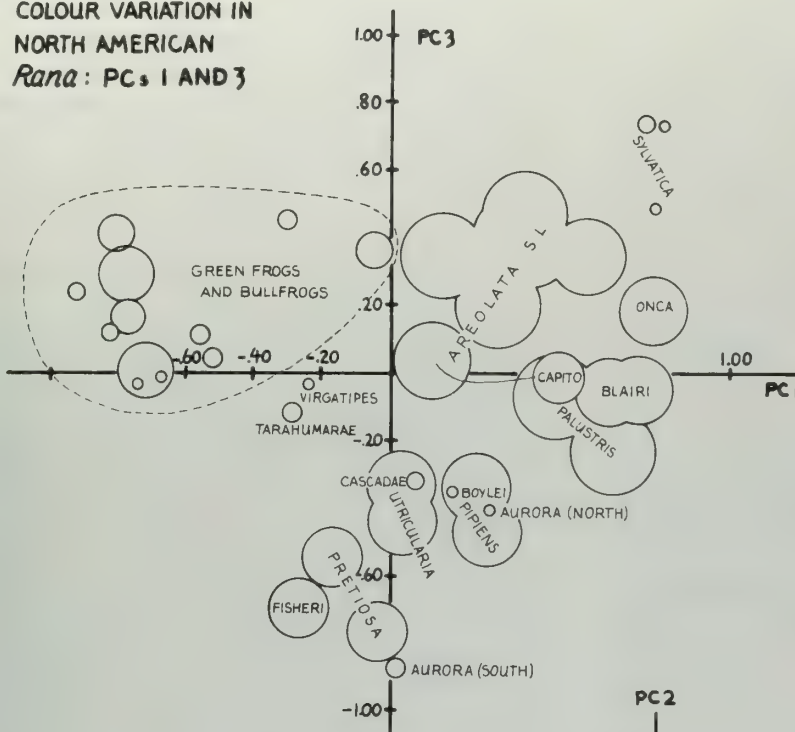 COLOUR VARIATION IN
NORTH AMERICAN
Rana: PCs 1 AND 3
1.00
PC3
.80
.60
SYLVATICA
AREOLATA SL
GREEN FROGS
AND BULLFROGS
.20
ONCA
-.60 -.40 -.20
1.00
CAPITO
BLAIRI
PC
VIRGATIPES
TARAHUMARAE
PALUSTRIS
-.20
CASCADAE
BOYLEI
UTRICULARIA
PIPIENS
AURORA (NORTH)
.60
PRETIOSA
FISHERI
AURORA (SOUTH)
-1.00
PC2